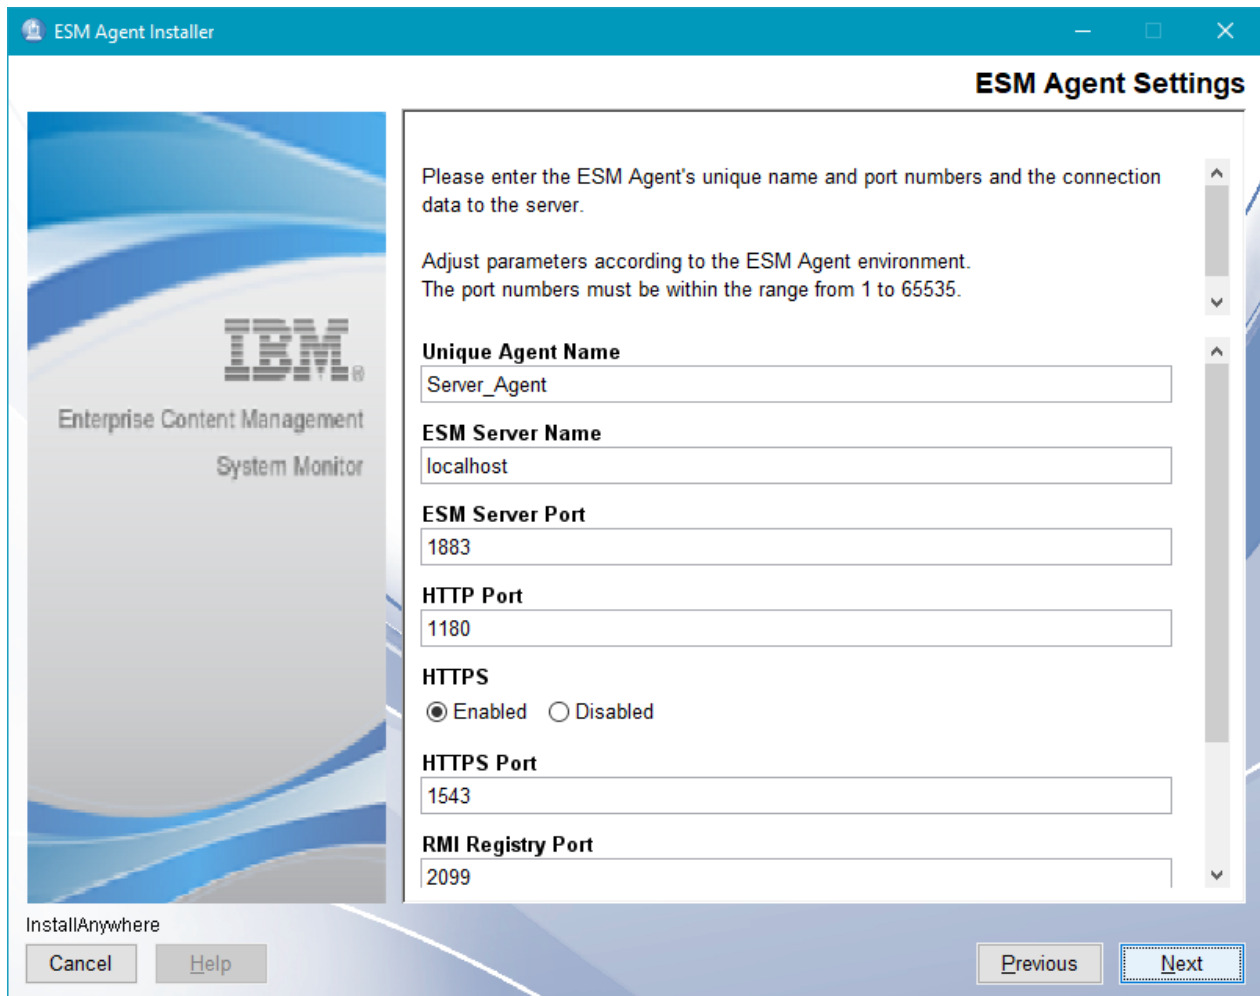 ESM Agent Installer
ESM Agent Settings
IBM®
Enterprise Content Management
System Monitor
Please enter the ESM Agent's unique name and port numbers and the connection
data to the server.
Adjust parameters according to the ESM Agent environment.
The port numbers must be within the range from 1 to 65535.
Unique Agent Name
Server_Agent
ESM Server Name
localhost
ESM Server Port
1883
HTTP Port
1180
HTTPS
Enabled Disabled
HTTPS Port
1543
RMI Registry Port
2099
InstallAnywhere
Cancel Help Previous Next